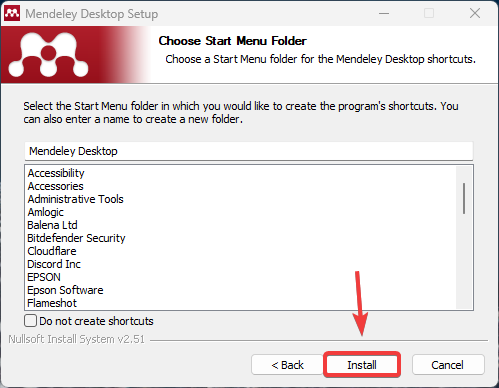 Mendeley Desktop Setup
Choose Start Menu Folder
Choose a Start Menu folder for the Mendeley Desktop shortcuts.
Select the Start Menu folder in which you would like to create the program's shortcuts. You
can also enter a name to create a new folder.
Mendeley Desktop
Accessibility
Accessories
Administrative Tools
Amlogic
Balena Ltd
Bitdefender Security
Cloudflare
Discord Inc
EPSON
Epson Software
Flameshot
Do not create shortcuts
Nullsoft Install System v2.51
< Back Install Cancel